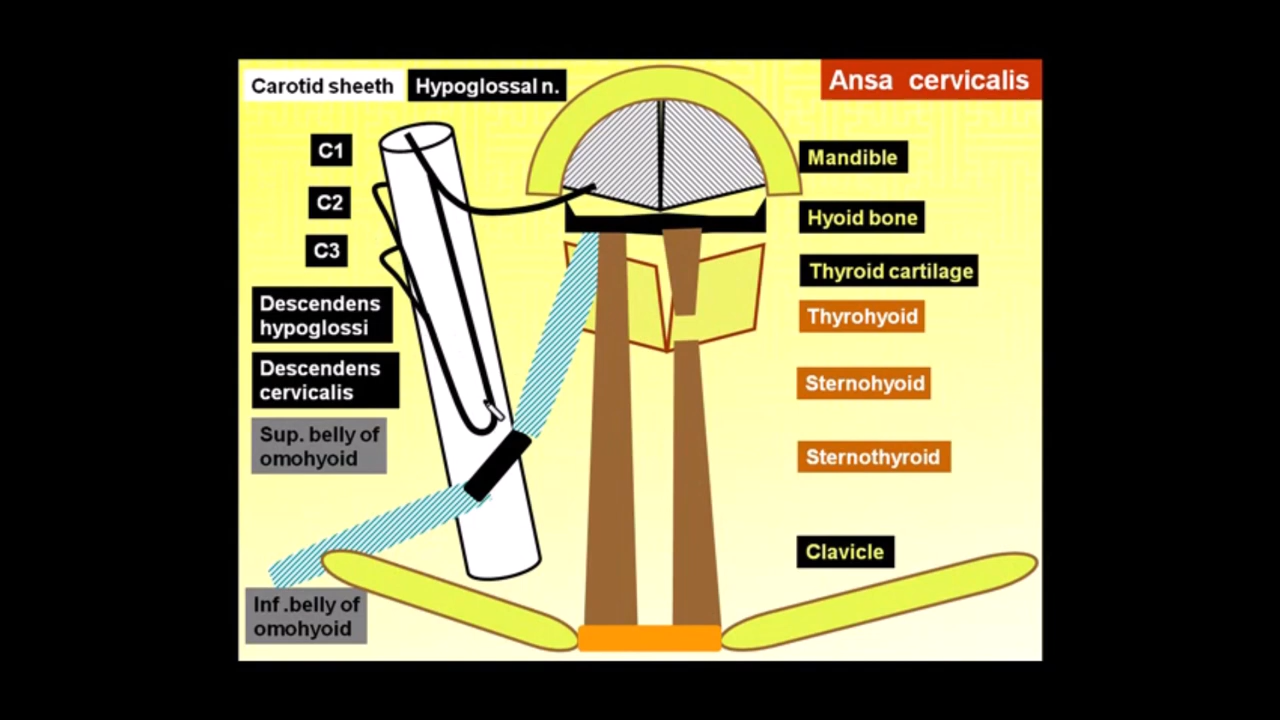 Carotid sheeth
Hypoglossal n.
Ansa cervicalis
C1
C2
C3
Descendens
hypoglossi
Descendens
cervicalis
Sup. belly of
omohyoid
Inf .belly of
omohyoid
Mandible
Hyoid bone
Thyroid cartilage
Thyrohyoid
Sternohyoid
Sternothyroid
Clavicle